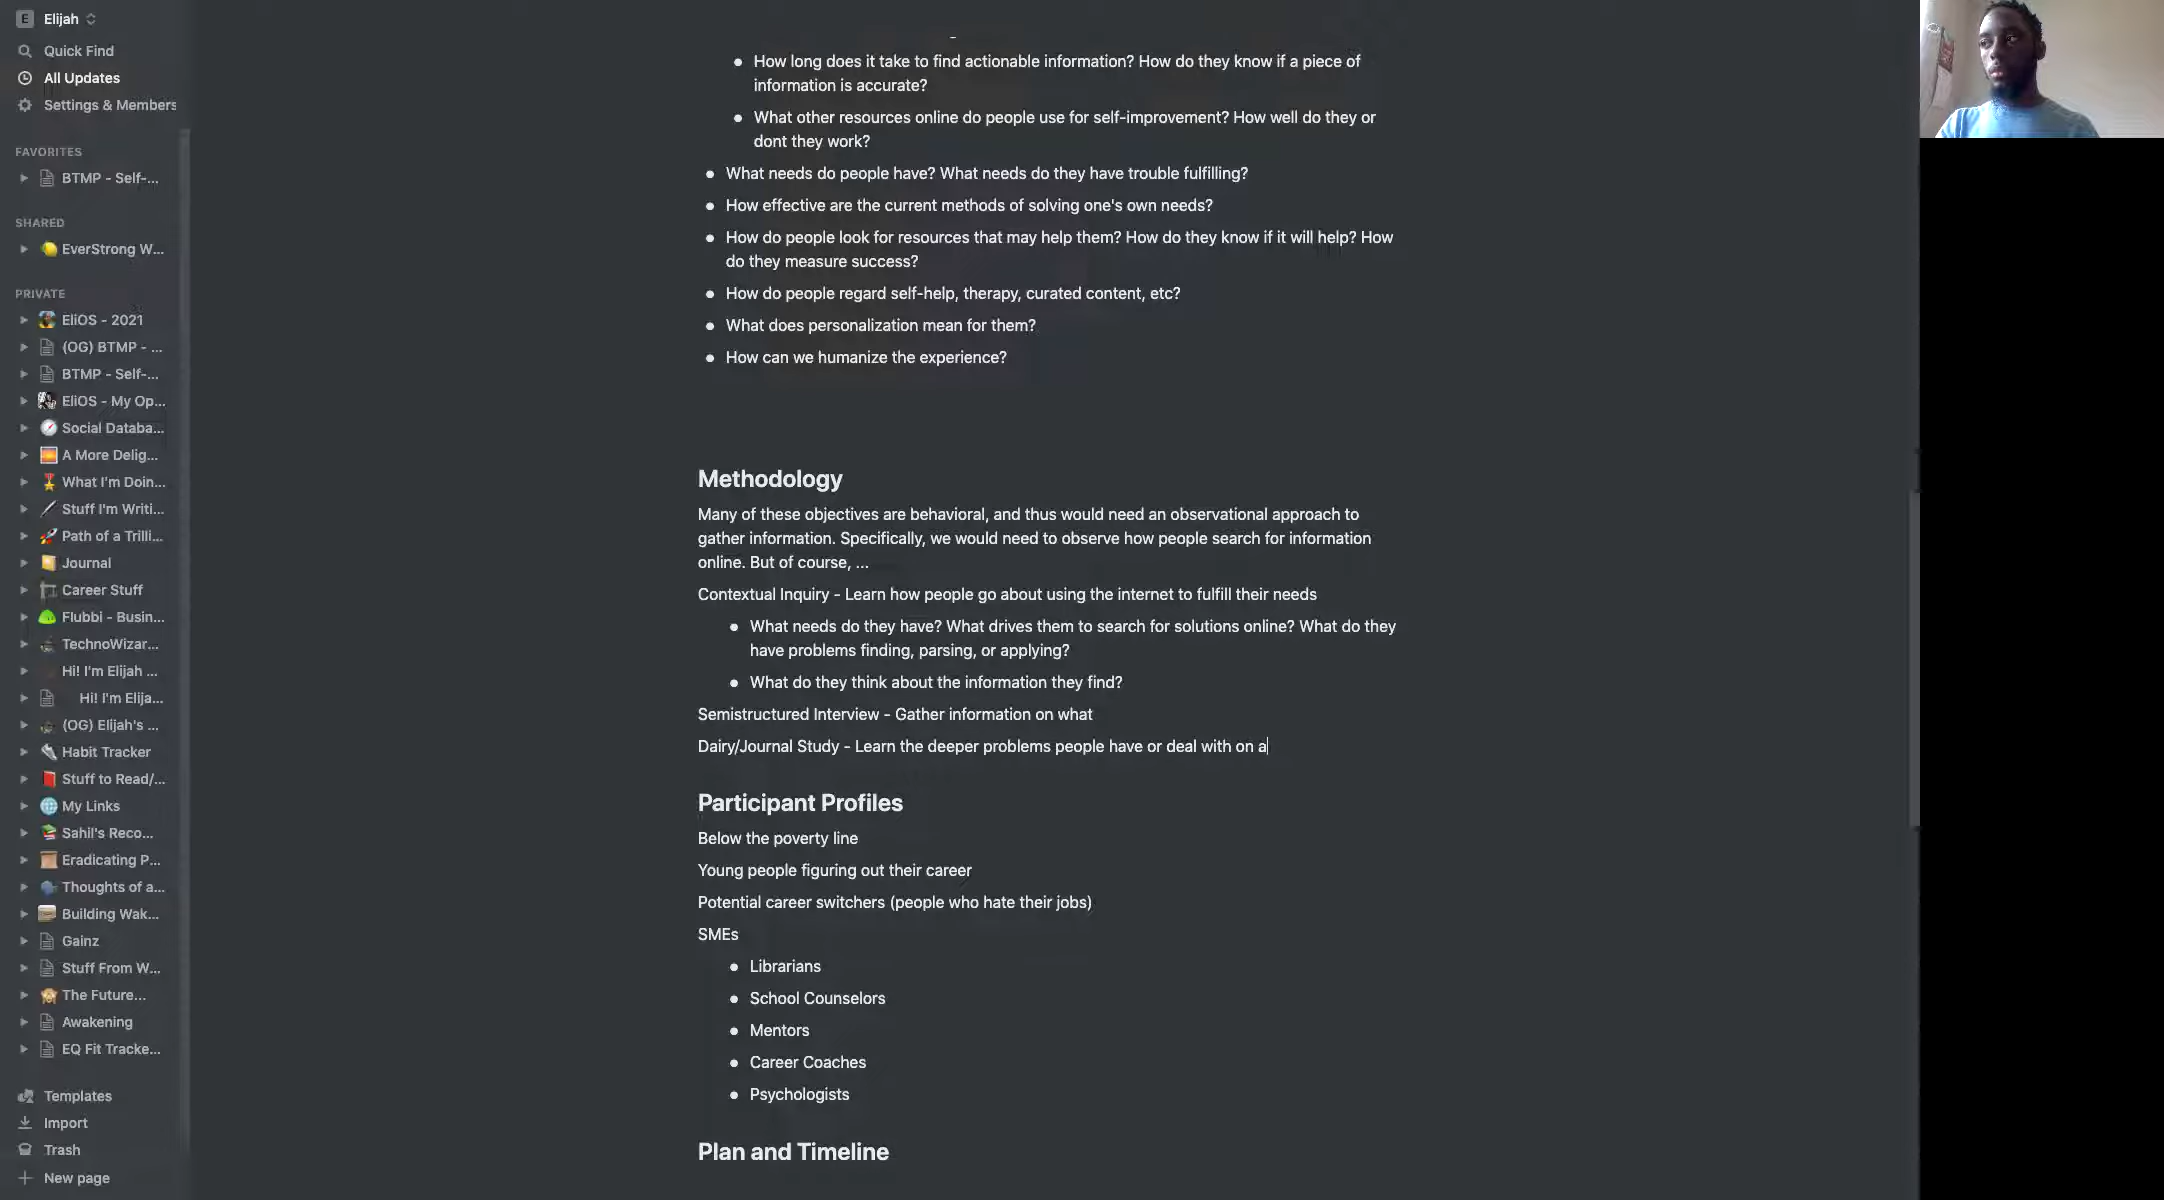 E Elijah
Quick Find
All Updates
Settings & Members
FAVORITES
BTMP - Self-...
SHARED
EverStrong W...
PRIVATE
EliOS - 2021
(OG) BTMP - ...
BTMP - Self-...
EliOS - My Op...
Social Databa...
A More Delig...
What I'm Doin...
Stuff I'm Writi...
Path of a Trilli...
Journal
Career Stuff
Flubbi - Busin...
TechnoWizar...
Hi! I'm Elijah ...
Hi! I'm Elija...
(OG) Elijah's ...
Habit Tracker
Stuff to Read/...
My Links
Sahil's Reco...
Eradicating P...
Thoughts of a...
Building Wak...
Gainz
Stuff From W...
The Future...
Awakening
EQ Fit Tracke...
Templates
Import
Trash
New page
How long does it take to find actionable information? How do they know if a piece of
information is accurate?
What other resources online do people use for self-improvement? How well do they or
dont they work?
What needs do people have? What needs do they have trouble fulfilling?
How effective are the current methods of solving one's own needs?
How do people look for resources that may help them? How do they know if it will help? How
do they measure success?
How do people regard self-help, therapy, curated content, etc?
What does personalization mean for them?
How can we humanize the experience?
Methodology
Many of these objectives are behavioral, and thus would need an observational approach to
gather information. Specifically, we would need to observe how people search for information
online. But of course, ...
Contextual Inquiry - Learn how people go about using the internet to fulfill their needs
What needs do they have? What drives them to search for solutions online? What do they
have problems finding, parsing, or applying?
What do they think about the information they find?
Semistructured Interview - Gather information on what
Dairy/Journal Study - Learn the deeper problems people have or deal with on a
Participant Profiles
Below the poverty line
Young people figuring out their career
Potential career switchers (people who hate their jobs)
SMEs
Librarians
School Counselors
Mentors
Career Coaches
Psychologists
Plan and Timeline